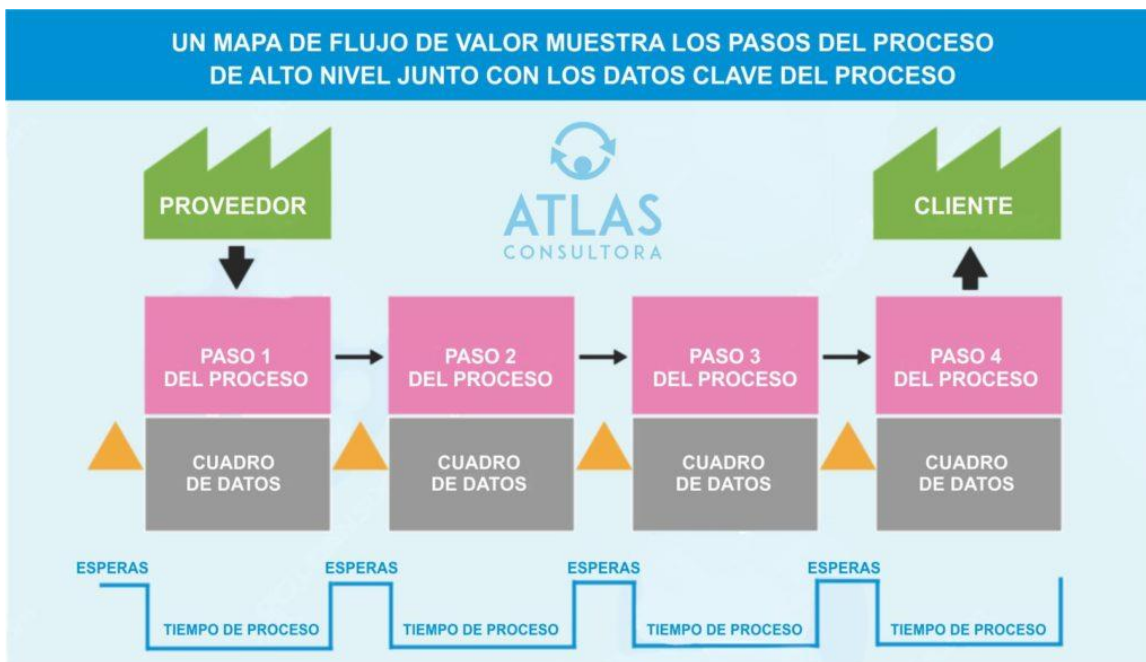 UN MAPA DE FLUJO DE VALOR MUESTRA LOS PASOS DEL PROCESO
DE ALTO NIVEL JUNTO CON LOS DATOS CLAVE DEL PROCESO
PROVEEDOR
ATLAS
CONSULTORA
CLIENTE
PASO 1
DEL PROCESO
PASO 2
DEL PROCESO
PASO 3
DEL PROCESO
PASO 4
DEL PROCESO
CUADRO
DE DATOS
CUADRO
DE DATOS
CUADRO
DE DATOS
CUADRO
DE DATOS
ESPERAS
ESPERAS
ESPERAS
ESPERAS
TIEMPO DE PROCESO
TIEMPO DE PROCESO
TIEMPO DE PROCESO
TIEMPO DE PROCESO